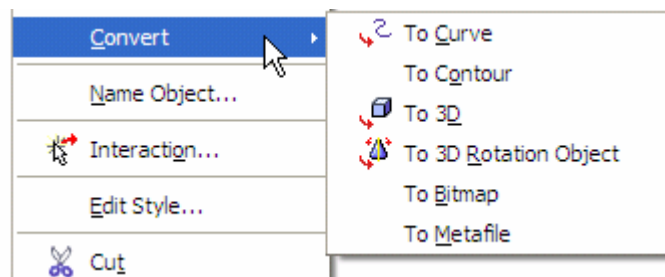 Convert
Name Object...
Interaction...
Edit Style...
Cut
To Curve
To Contour
To 3D
To 3D Rotation Object
To Bitmap
To Metafile